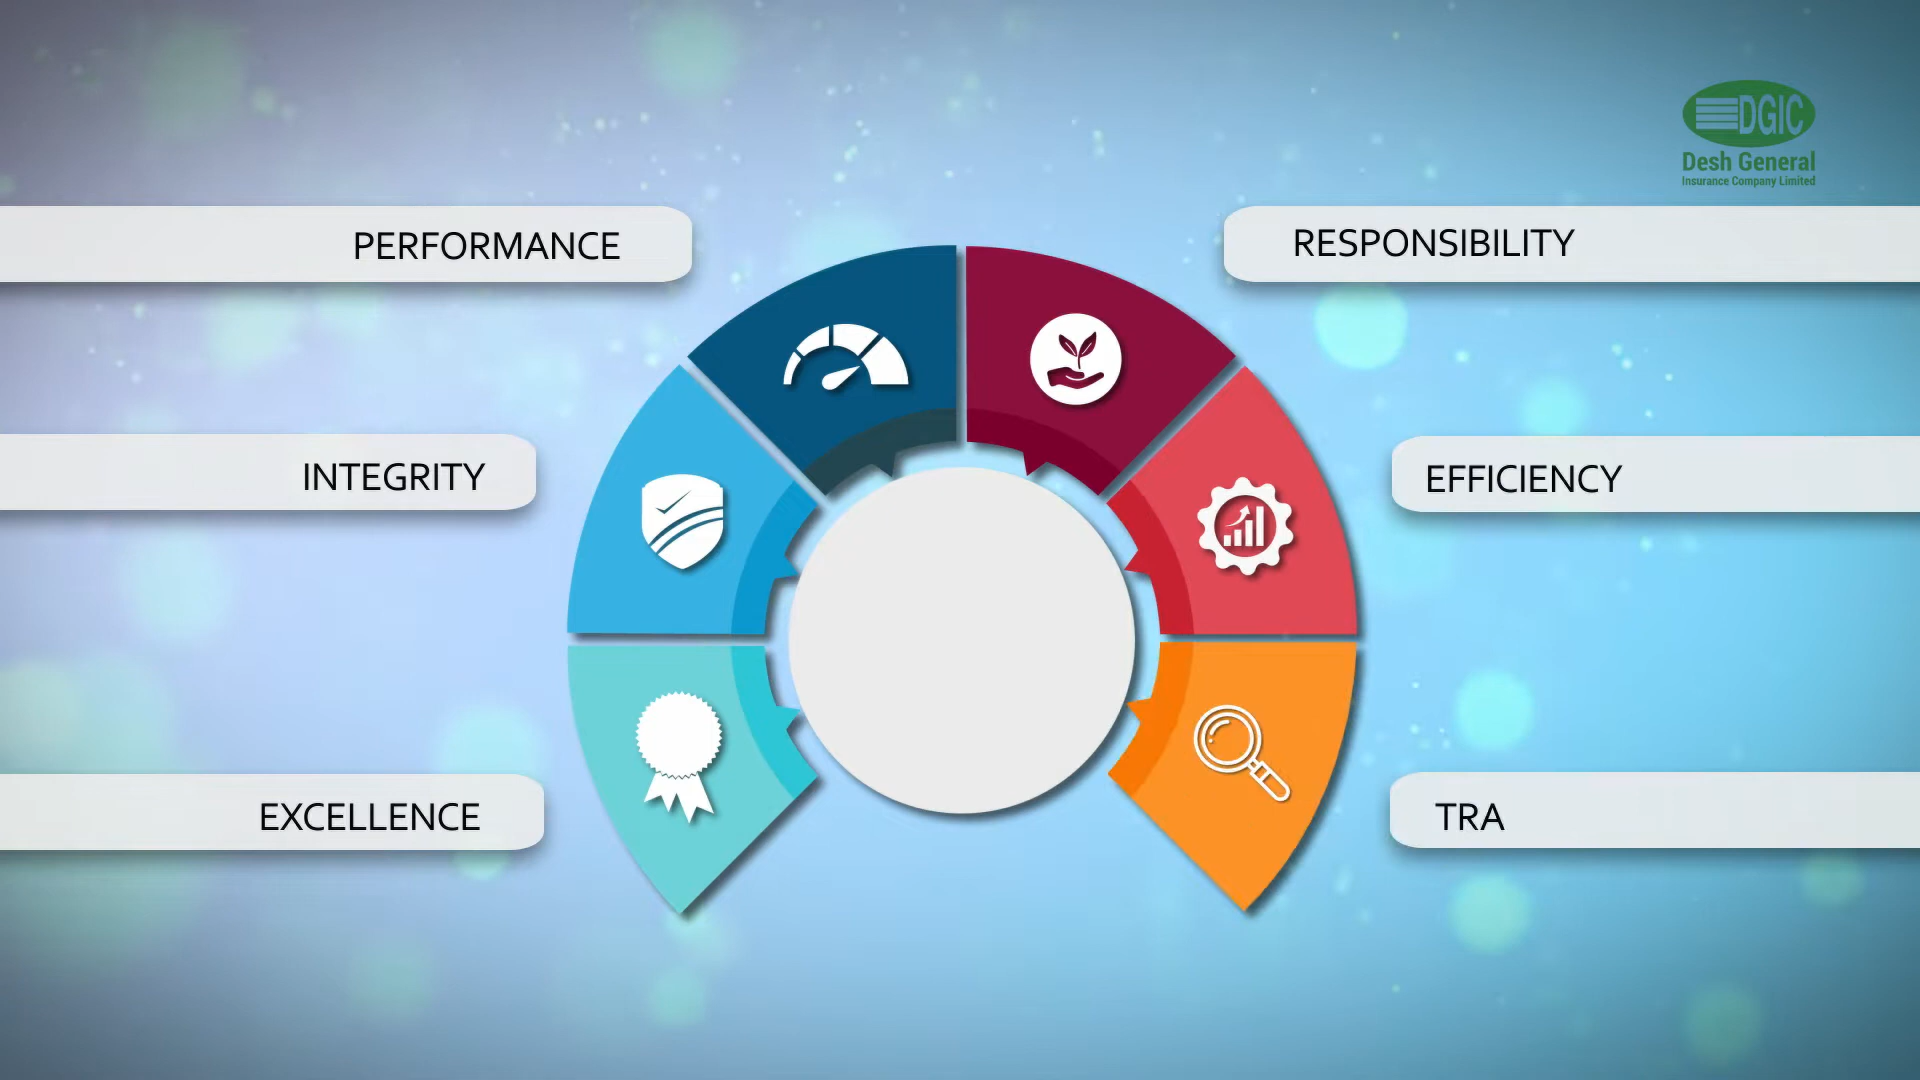 DGIC
Desh General
Insurance Company Limited
PERFORMANCE
RESPONSIBILITY
INTEGRITY
EFFICIENCY
EXCELLENCE
TRA